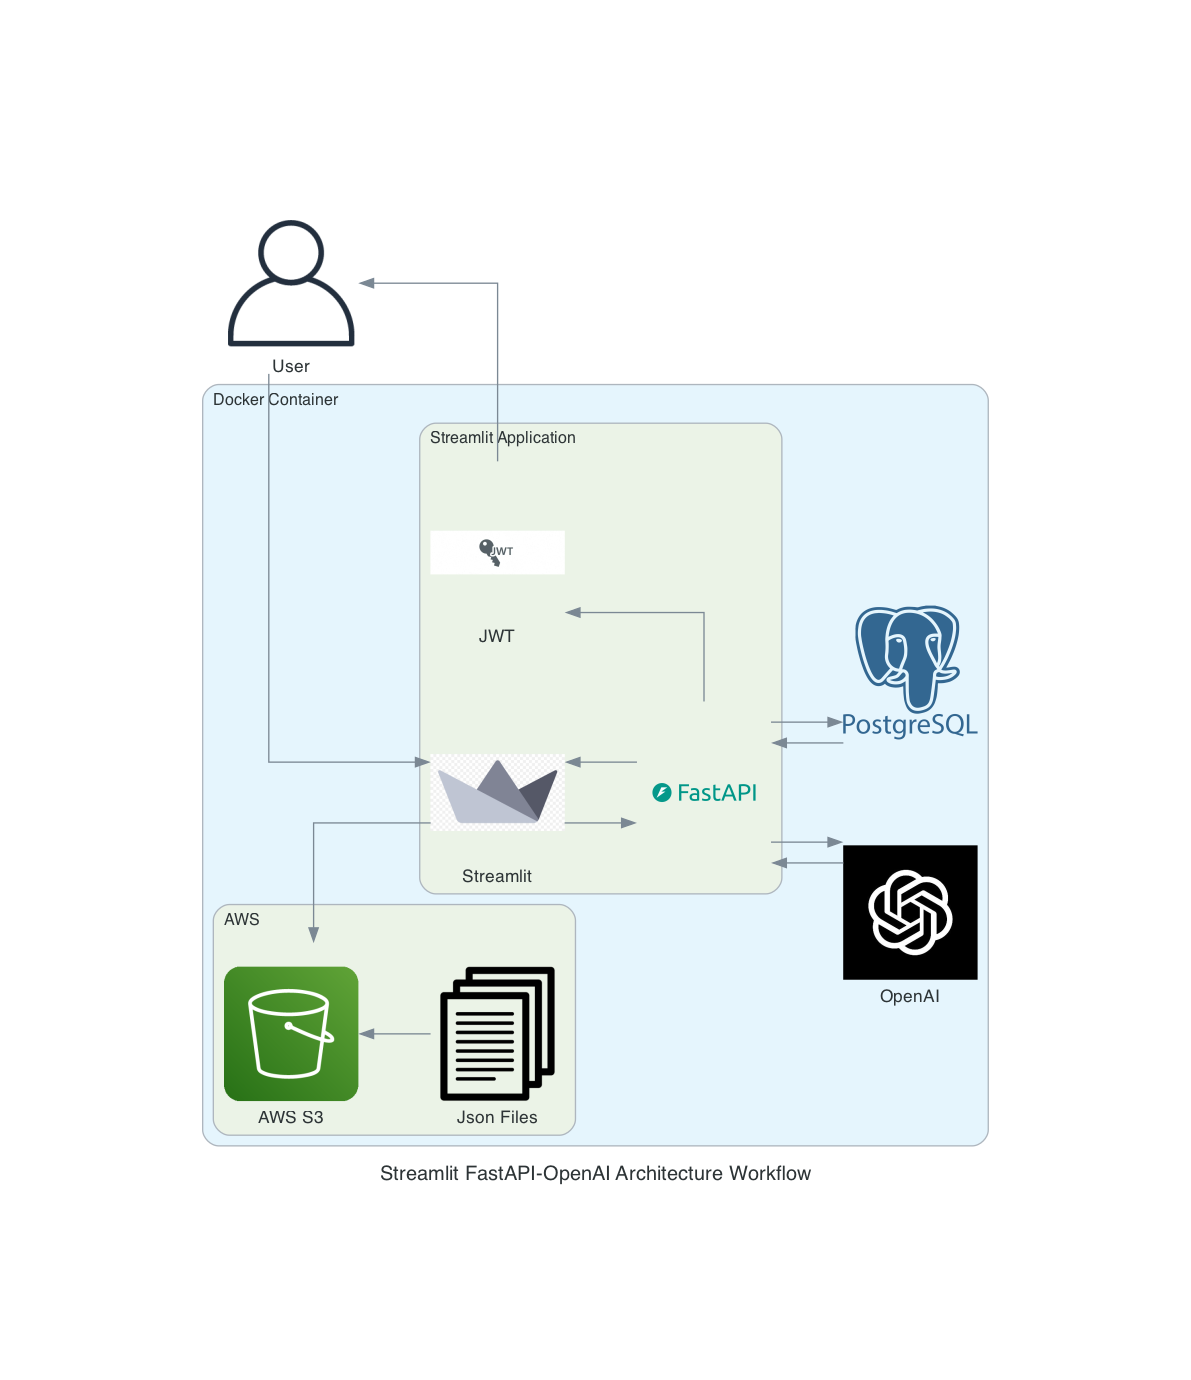 User
Docker Container
Streamlit Application
JWT
JWT
PostgreSQL
FastAPI
Streamlit
AWS
OpenAI
AWS S3
Json Files
Streamlit FastAPI-OpenAI Architecture Workflow